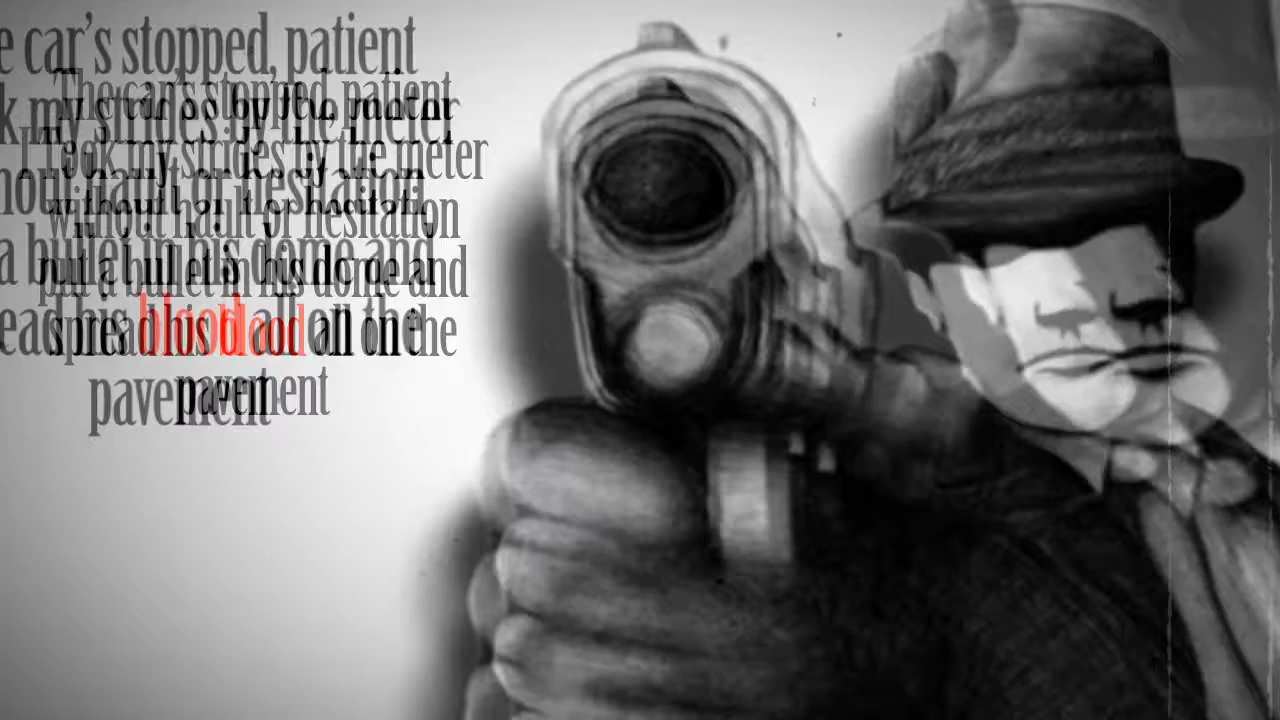 The car's stopped, patient
I took my strides by the meter
without hault or hesitation
put a bullet in his dome and
spread his blood all on the
pavement